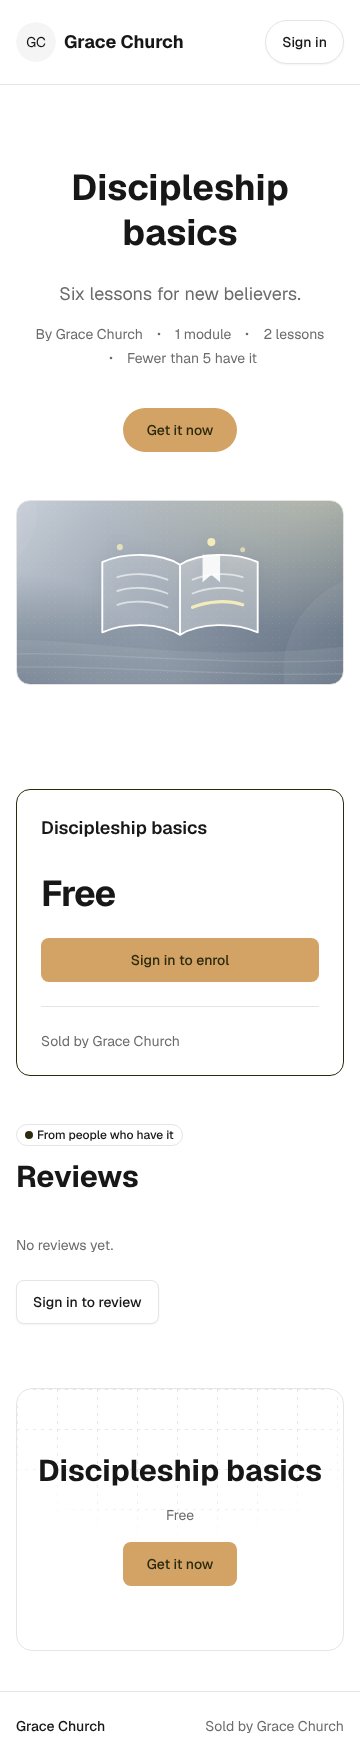 GC
Grace Church
Sign in
Discipleship
basics
Six lessons for new believers.
By Grace Church • 1 module • 2 lessons
• Fewer than 5 have it
Get it now
Discipleship basics
Free
Sign in to enrol
Sold by Grace Church
From people who have it
Reviews
No reviews yet.
Sign in to review
Discipleship basics
Free
Get it now
Grace Church
Sold by Grace Church